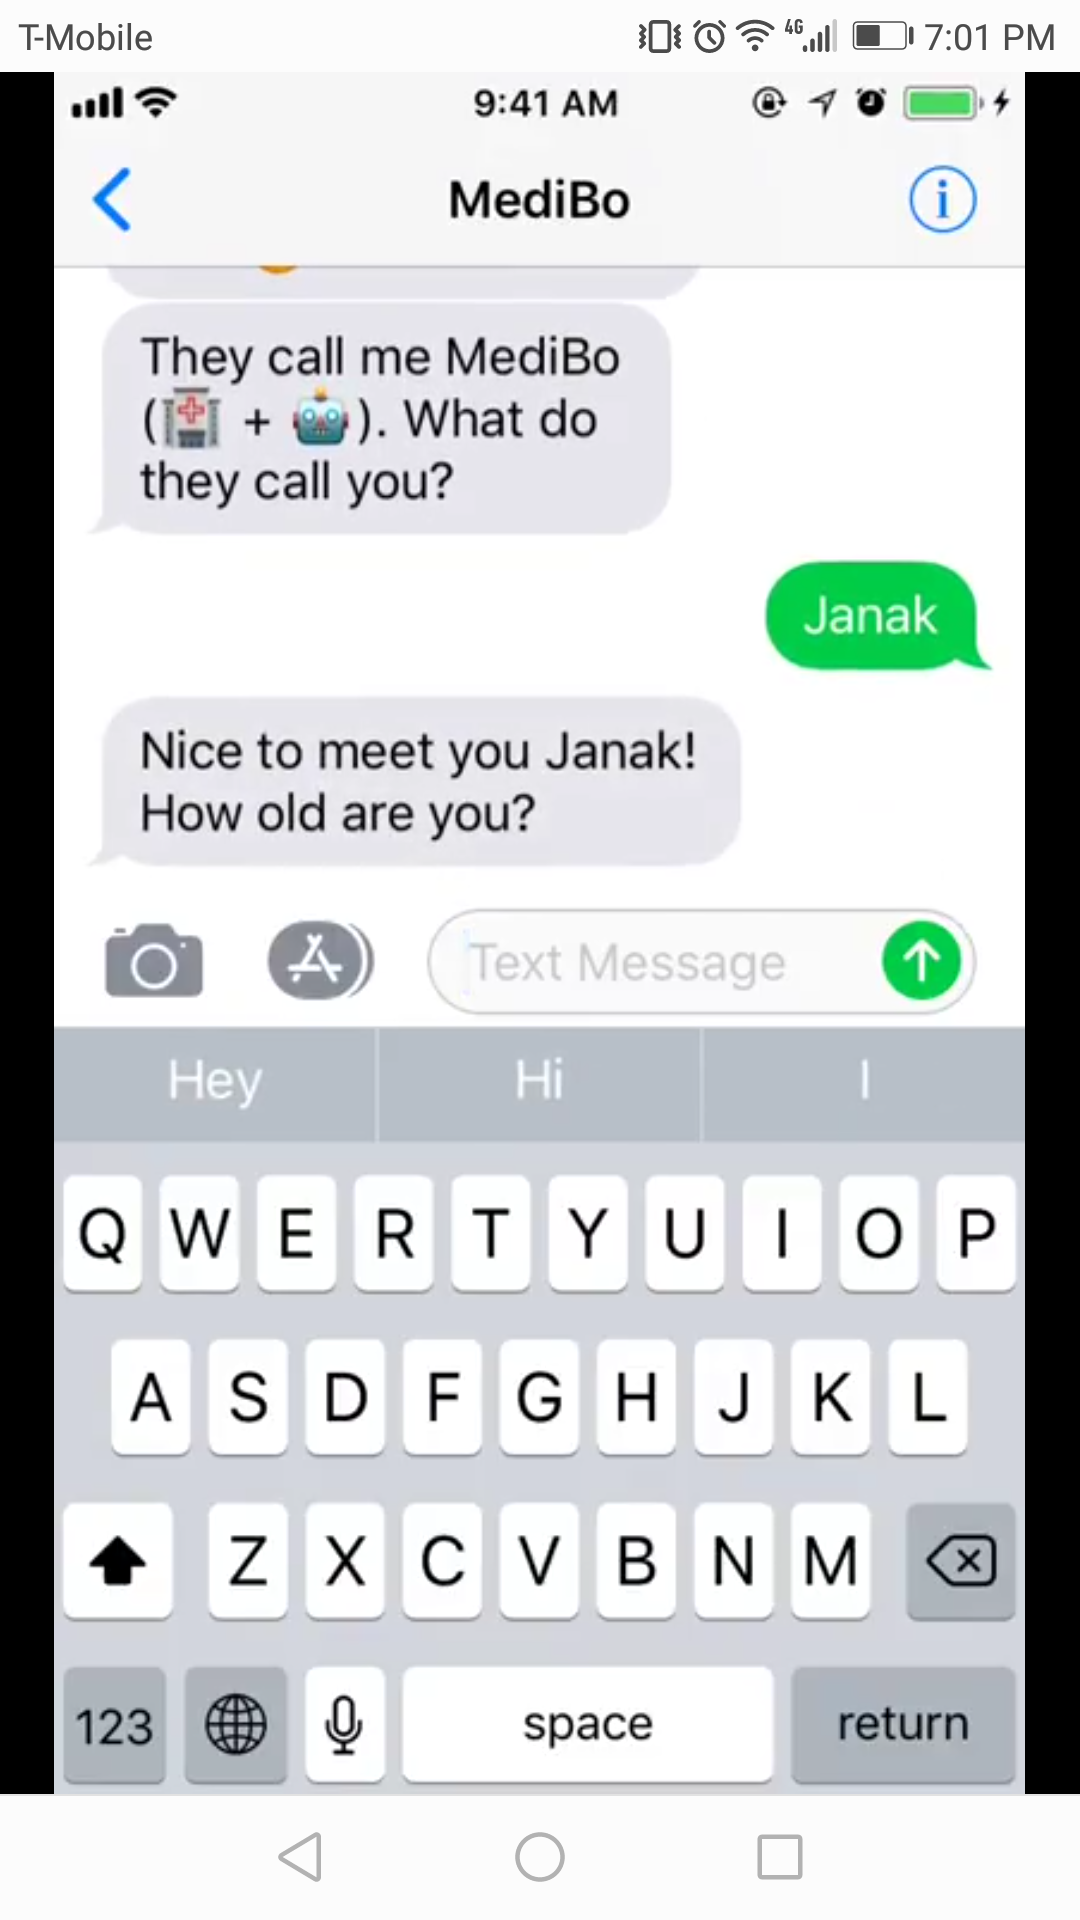 T-Mobile 4G 7:01 PM
9:41 AM
MediBo
They call me MediBo
(🏥 + 🤖). What do
they call you?
Janak
Nice to meet you Janak!
How old are you?
Text Message
Hey Hi I
Q W E R T Y U I O P
A S D F G H J K L
Z X C V B N M
123 space return